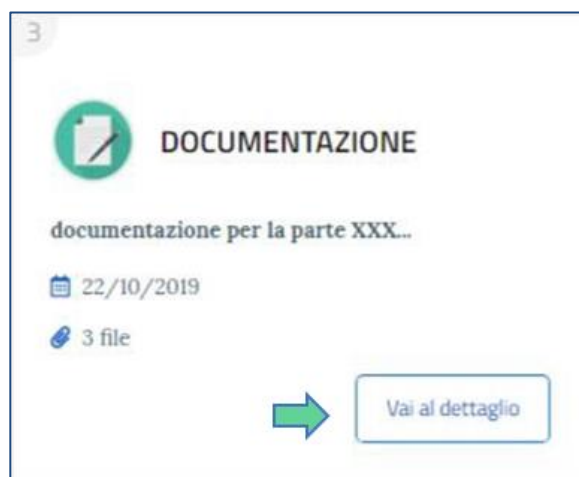 3
DOCUMENTAZIONE
documentazione per la parte XXX...
22/10/2019
3 file
Vai al dettaglio